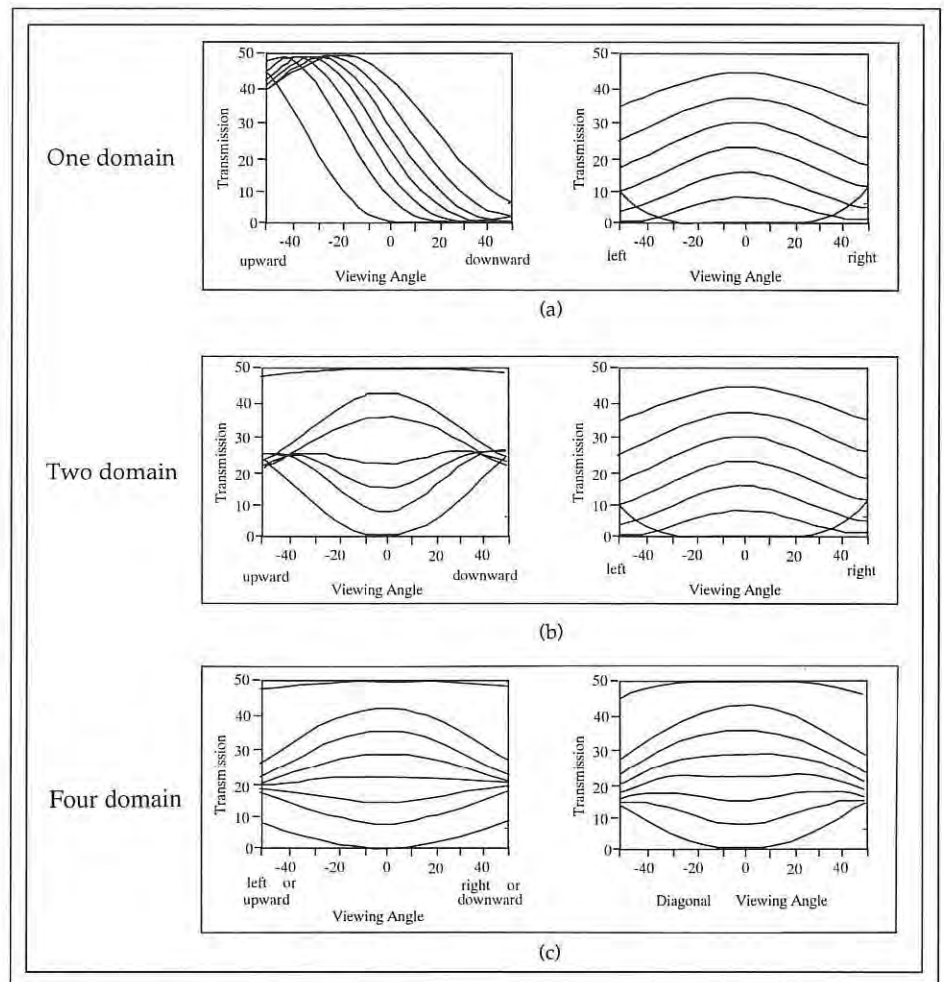 One domain
Transmission
50
40
30
20
10
0
-40
-20
0
20
40
upward
downward
Viewing Angle
Transmission
50
40
30
20
10
0
-40
-20
0
20
40
left
right
Viewing Angle
(a)
Two domain
Transmission
50
40
30
20
10
0
-40
-20
0
20
40
upward
downward
Viewing Angle
Transmission
50
40
30
20
10
0
-40
-20
0
20
40
left
right
Viewing Angle
(b)
Four domain
Transmission
50
40
30
20
10
0
-40
-20
0
20
40
left or
upward
right or
downward
Viewing Angle
Transmission
50
40
30
20
10
0
-40
-20
0
20
40
Diagonal Viewing Angle
(c)